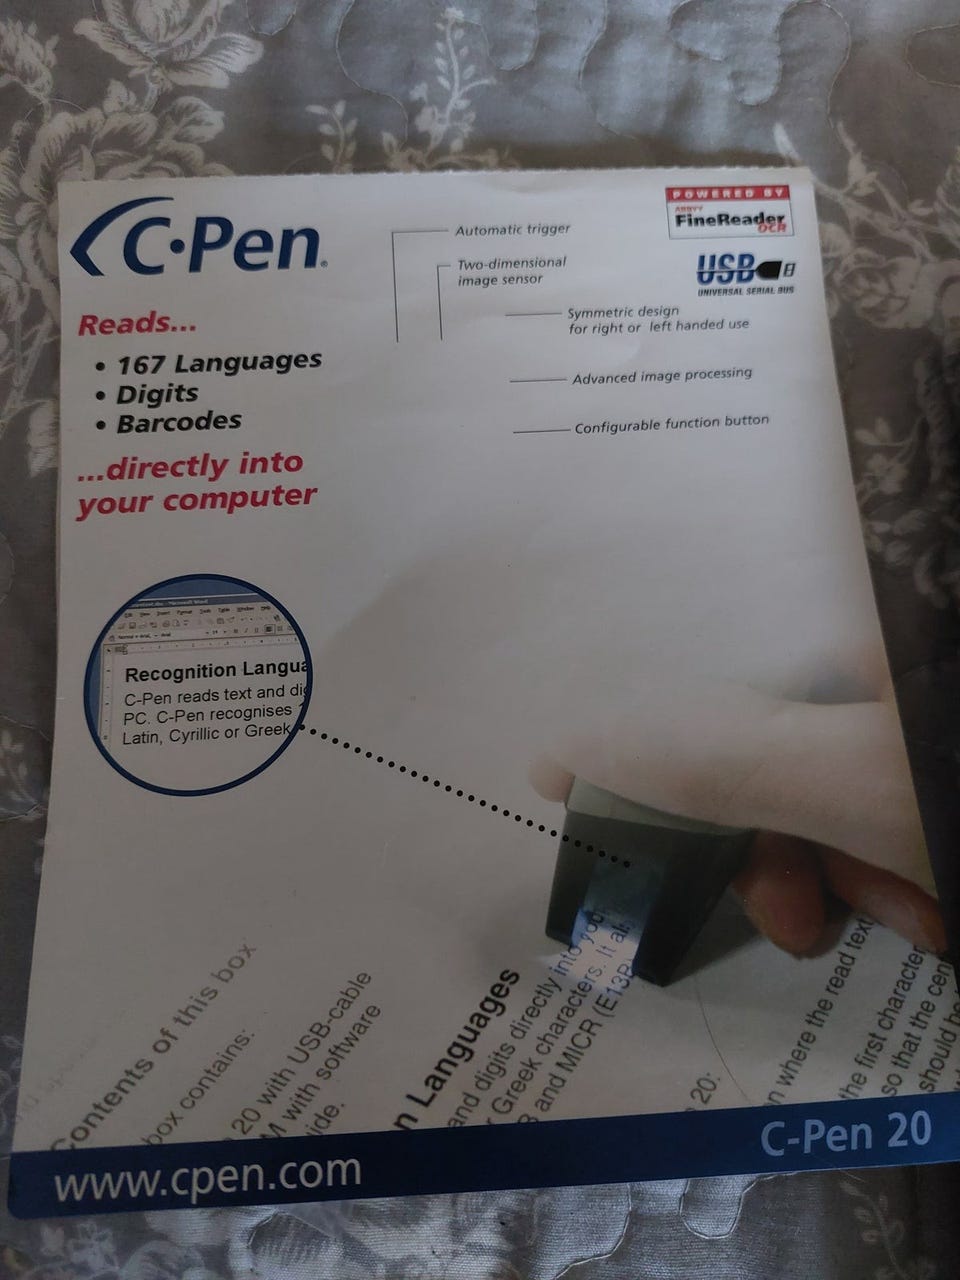 C·Pen®
Reads...
• 167 Languages
• Digits
• Barcodes
...directly into
your computer
Automatic trigger
Two-dimensional
image sensor
Symmetric design
for right or left handed use
Advanced image processing
Configurable function button
POWERED BY
ABBYY
FineReader
OCR
USB
UNIVERSAL SERIAL BUS
Microsoft Word
Recognition Langua
C-Pen reads text and dig
PC. C-Pen recognises
Latin, Cyrillic or Greek
ontents of this box
box contains:
20 with USB-cable
M with software
ide.
n Languages
and digits directly into you
Greek characters. It al
and MICR (E13B
20:
n where the read text
the first character
so that the cen
should be
www.cpen.com
C-Pen 20